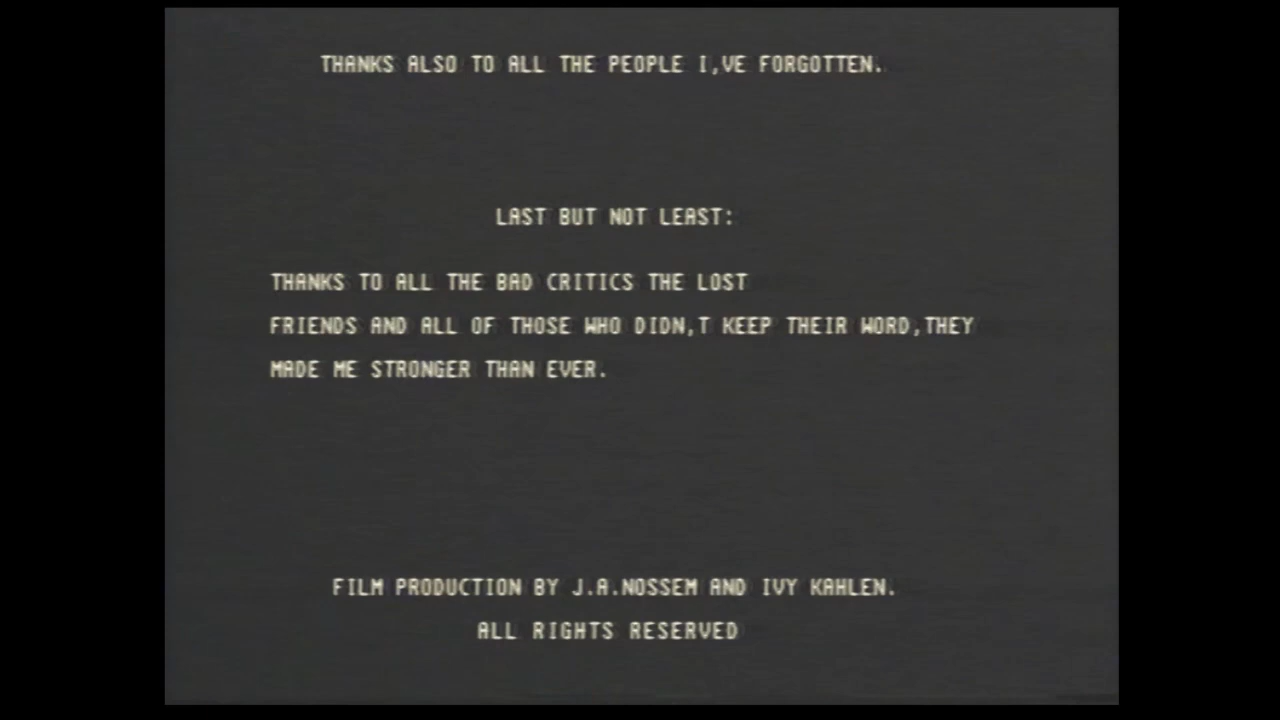 THANKS ALSO TO ALL THE PEOPLE I,VE FORGOTTEN.
LAST BUT NOT LEAST:
THANKS TO ALL THE BAD CRITICS THE LOST
FRIENDS AND ALL OF THOSE WHO DIDN,T KEEP THEIR WORD,THEY
MADE ME STRONGER THAN EVER.
FILM PRODUCTION BY J.A.NOSSEM AND IVY KAHLEN.
ALL RIGHTS RESERVED